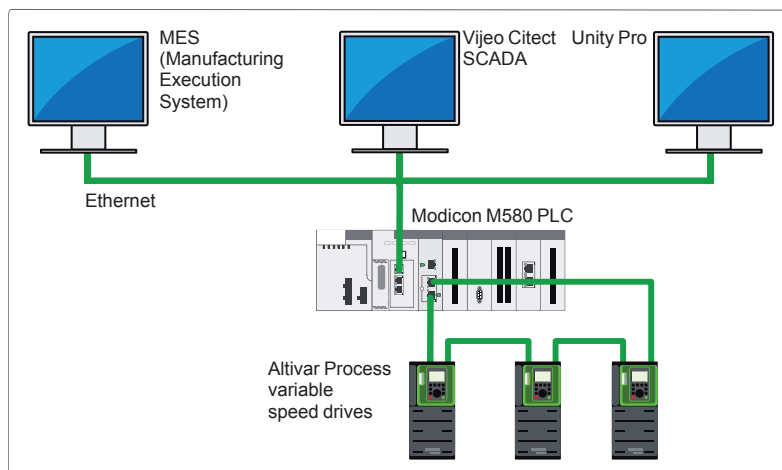 MES
(Manufacturing
Execution
System)
Vijeo Citect
SCADA
Unity Pro
Ethernet
Modicon M580 PLC
Altivar Process
variable
speed drives